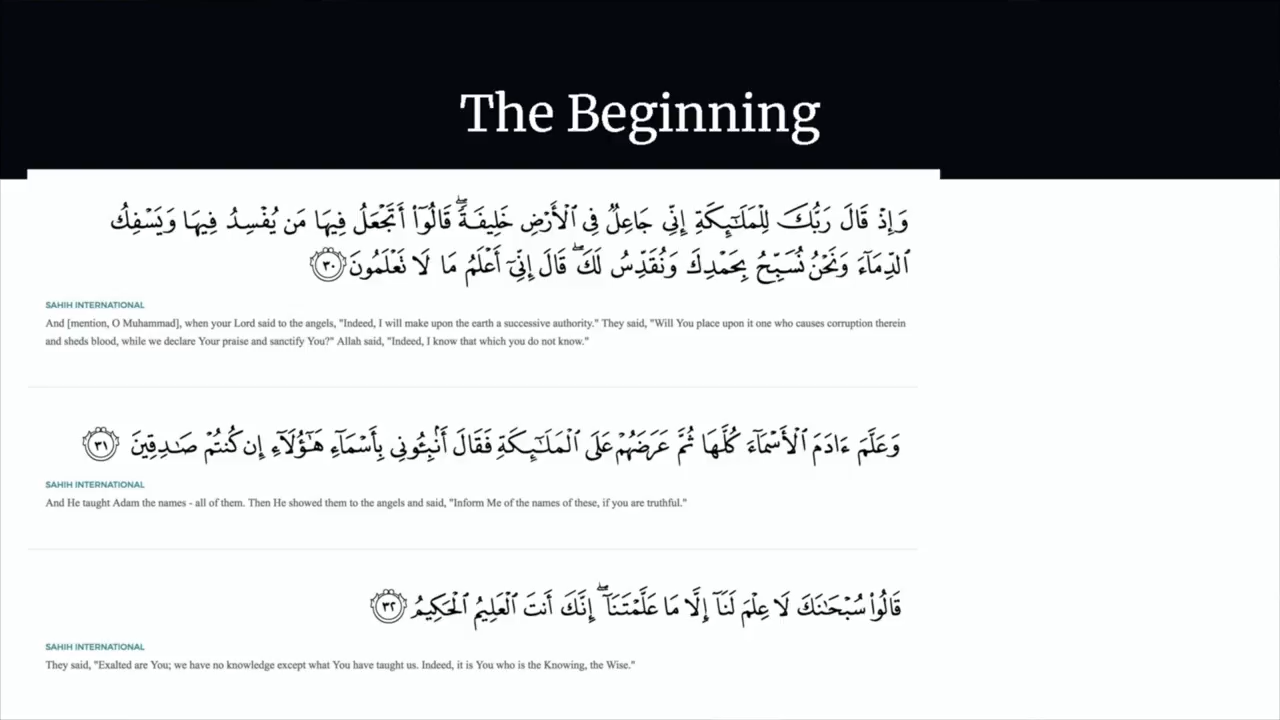 The Beginning
وَإِذْ قَالَ رَبُّكَ لِلْمَلَـٰٓئِكَةِ إِنِّى جَاعِلٌ فِى ٱلْأَرْضِ خَلِيفَةً ۖ قَالُوٓا۟ أَتَجْعَلُ فِيهَا مَن يُفْسِدُ فِيهَا وَيَسْفِكُ
ٱلدِّمَآءَ وَنَحْنُ نُسَبِّحُ بِحَمْدِكَ وَنُقَدِّسُ لَكَ ۖ قَالَ إِنِّىٓ أَعْلَمُ مَا لَا تَعْلَمُونَ ٣٠
SAHIH INTERNATIONAL
And [mention, O Muhammad], when your Lord said to the angels, "Indeed, I will make upon the earth a successive authority." They said, "Will You place upon it one who causes corruption therein
and sheds blood, while we declare Your praise and sanctify You?" Allah said, "Indeed, I know that which you do not know."
وَعَلَّمَ ءَادَمَ ٱلْأَسْمَآءَ كُلَّهَا ثُمَّ عَرَضَهُمْ عَلَى ٱلْمَلَـٰٓئِكَةِ فَقَالَ أَنۢبِـُٔونِى بِأَسْمَآءِ هَـٰٓؤُلَآءِ إِن كُنتُمْ صَـٰدِقِينَ ٣١
SAHIH INTERNATIONAL
And He taught Adam the names - all of them. Then He showed them to the angels and said, "Inform Me of the names of these, if you are truthful."
قَالُوا۟ سُبْحَـٰنَكَ لَا عِلْمَ لَنَآ إِلَّا مَا عَلَّمْتَنَآ ۖ إِنَّكَ أَنتَ ٱلْعَلِيمُ ٱلْحَكِيمُ ٣٢
SAHIH INTERNATIONAL
They said, "Exalted are You; we have no knowledge except what You have taught us. Indeed, it is You who is the Knowing, the Wise."